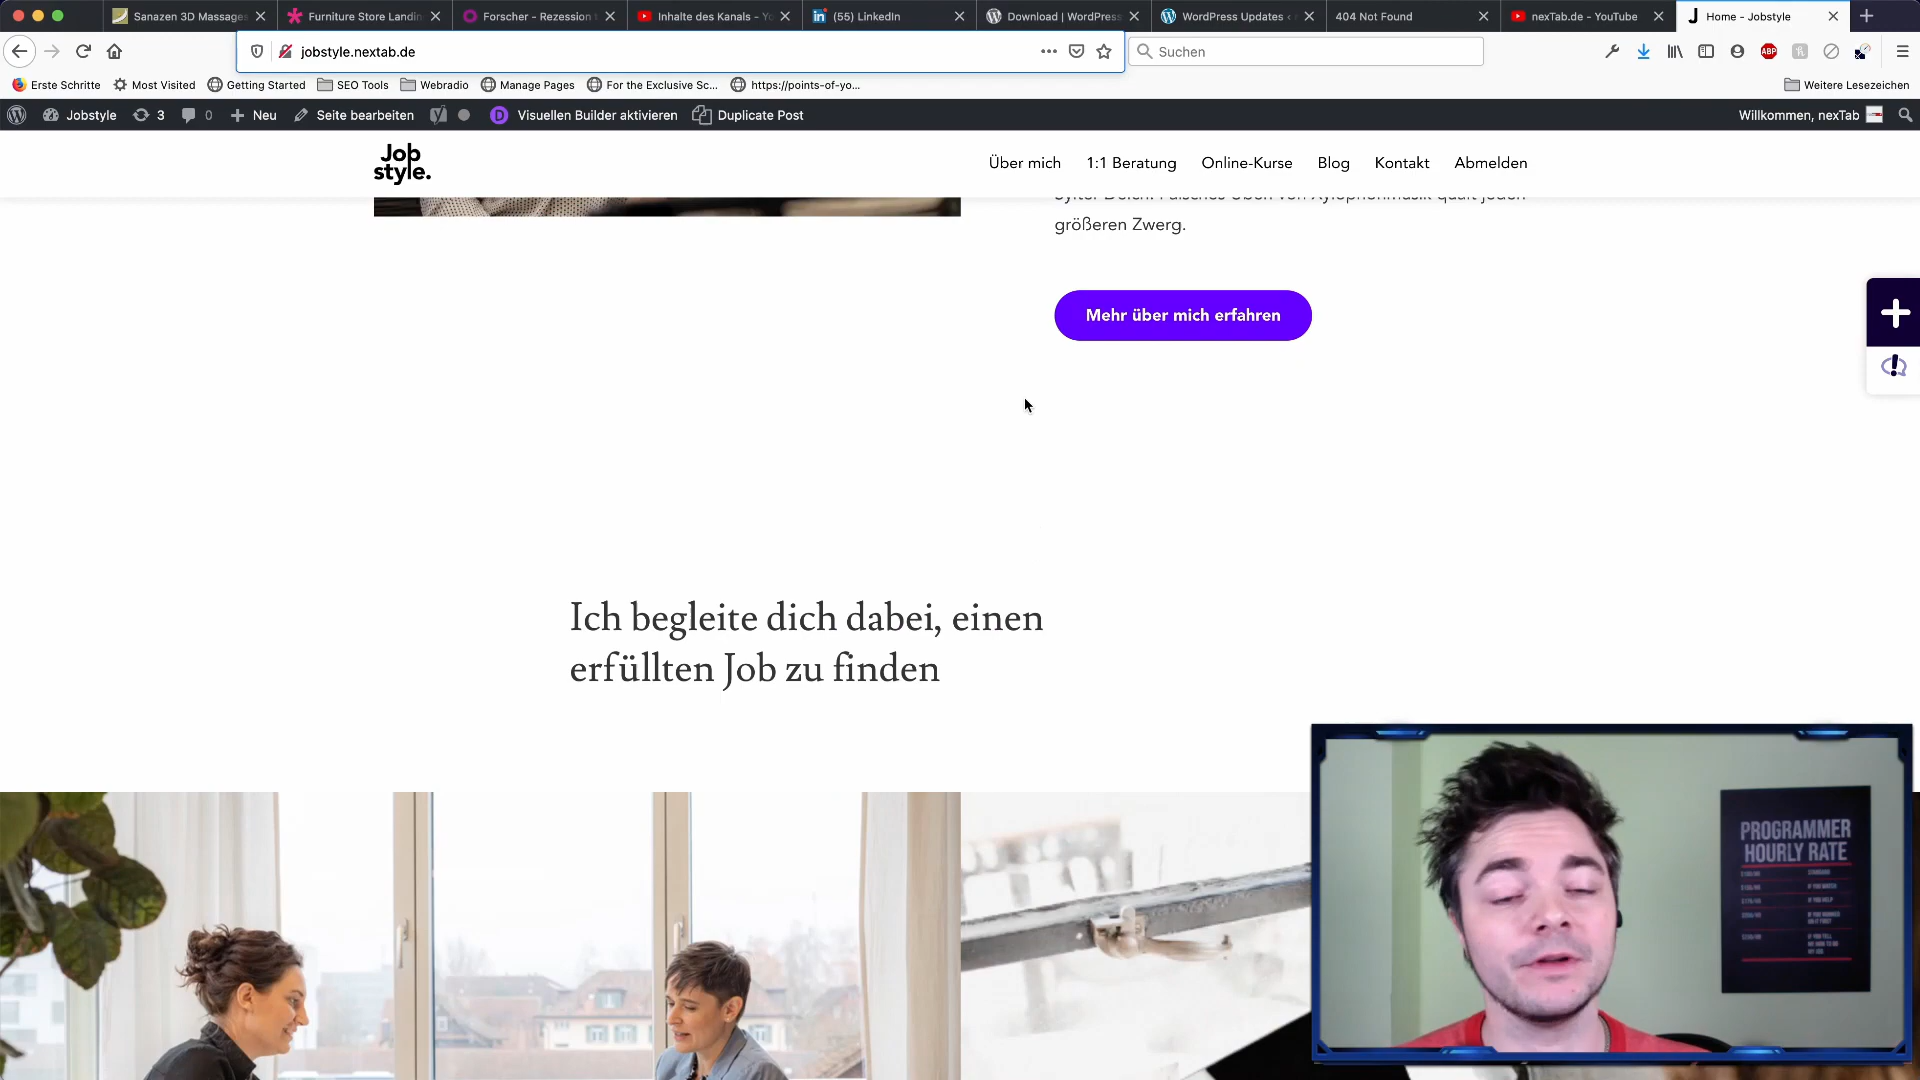 Sanazen 3D Massages
Furniture Store Landin
Forscher - Rezession
Inhalte des Kanals - Yo
(55) LinkedIn
Download | WordPress
WordPress Updates ‹
404 Not Found
nexTab.de - YouTube
Home - Jobstyle
jobstyle.nextab.de
Suchen
ABP
Erste Schritte
Most Visited
Getting Started
SEO Tools
Webradio
Manage Pages
For the Exclusive Sc...
https://points-of-yo...
Weitere Lesezeichen
Jobstyle
3
0
Neu
Seite bearbeiten
D
Visuellen Builder aktivieren
Duplicate Post
Willkommen, nexTab
Job
style.
Über mich
1:1 Beratung
Online-Kurse
Blog
Kontakt
Abmelden
größeren Zwerg.
Mehr über mich erfahren
Ich begleite dich dabei, einen
erfüllten Job zu finden
PROGRAMMER
HOURLY RATE